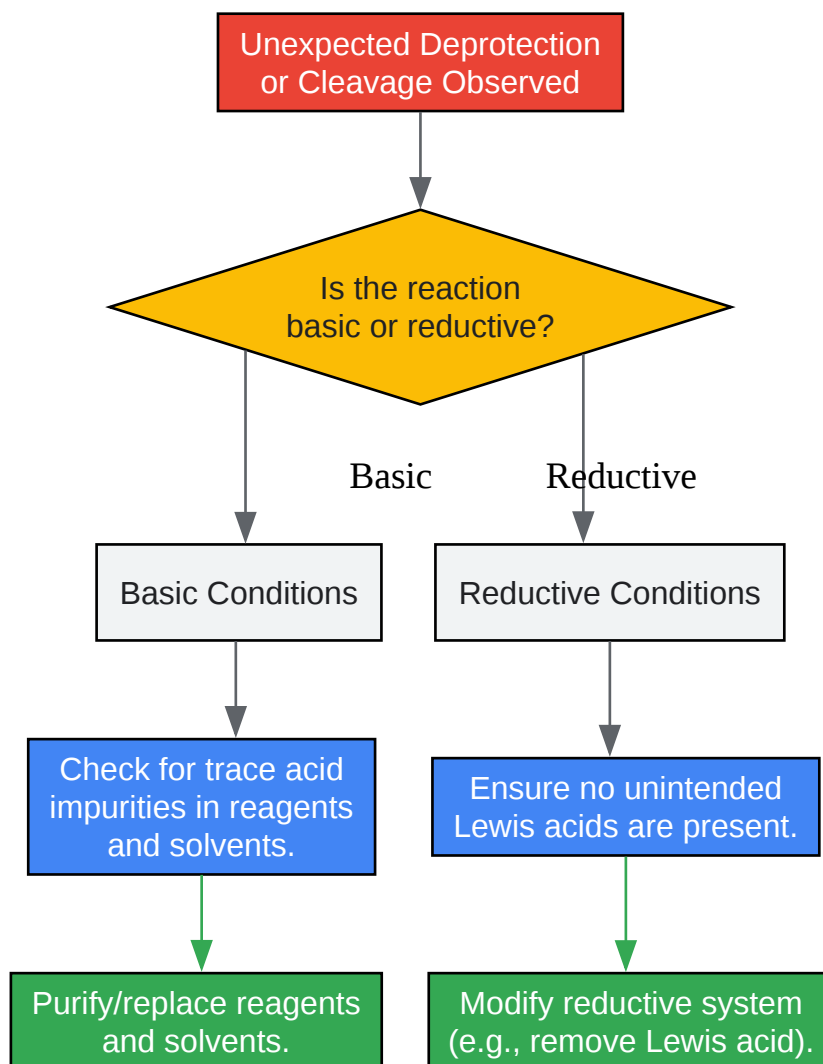 Unexpected Deprotection
or Cleavage Observed
Is the reaction
basic or reductive?
Basic
Reductive
Basic Conditions
Reductive Conditions
Check for trace acid
impurities in reagents
and solvents.
Ensure no unintended
Lewis acids are present.
Purify/replace reagents
and solvents.
Modify reductive system
(e.g., remove Lewis acid).